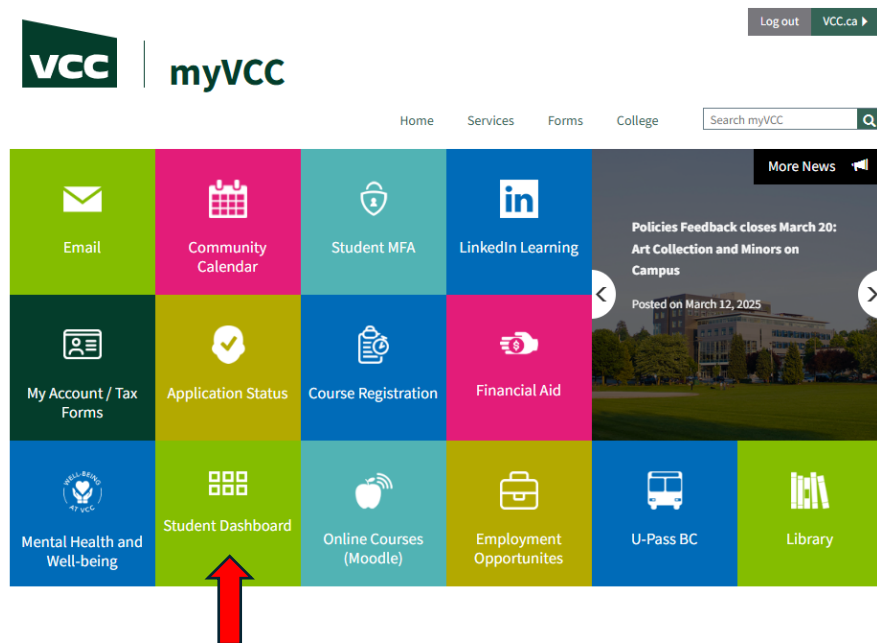 Log out
VCC.ca
VCC
myVCC
Home
Services
Forms
College
Search myVCC
Email
Community
Calendar
Student MFA
LinkedIn Learning
in
More News
Policies Feedback closes March 20:
Art Collection and Minors on
Campus
Posted on March 12, 2025
My Account / Tax
Forms
Application Status
Course Registration
Financial Aid
WELL-BEING
AT VCC
Mental Health and
Well-being
Student Dashboard
Online Courses
(Moodle)
Employment
Opportunites
U-Pass BC
Library